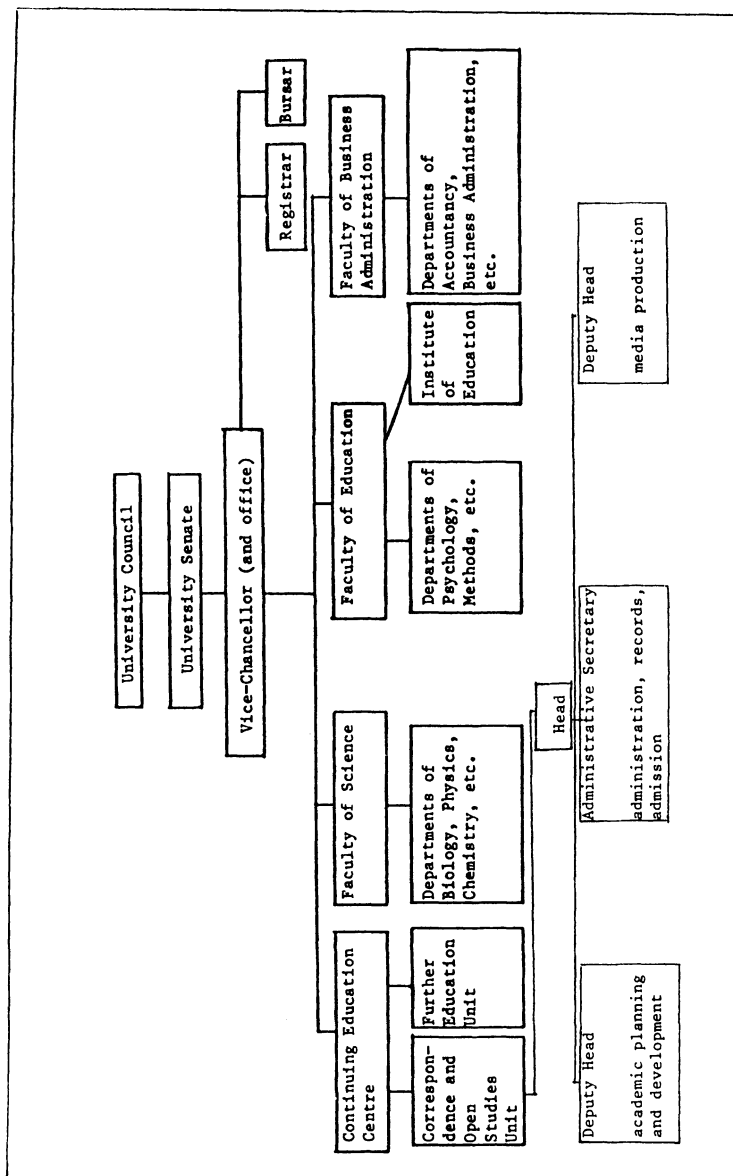 University Council
University Senate
Vice-Chancellor (and office)
Registrar
Bursar
Continuing Education
Centre
Faculty of Science
Faculty of Education
Faculty of Business
Administration
Correspon-
dence and
Open
Studies
Unit
Further
Education
Unit
Departments of
Biology, Physics,
Chemistry, etc.
Departments of
Psychology,
Methods, etc.
Institute
of
Education
Departments of
Accountancy,
Business Administration,
etc.
Head
Deputy Head
academic planning
and development
Administrative Secretary
administration, records,
admission
Deputy Head
media production